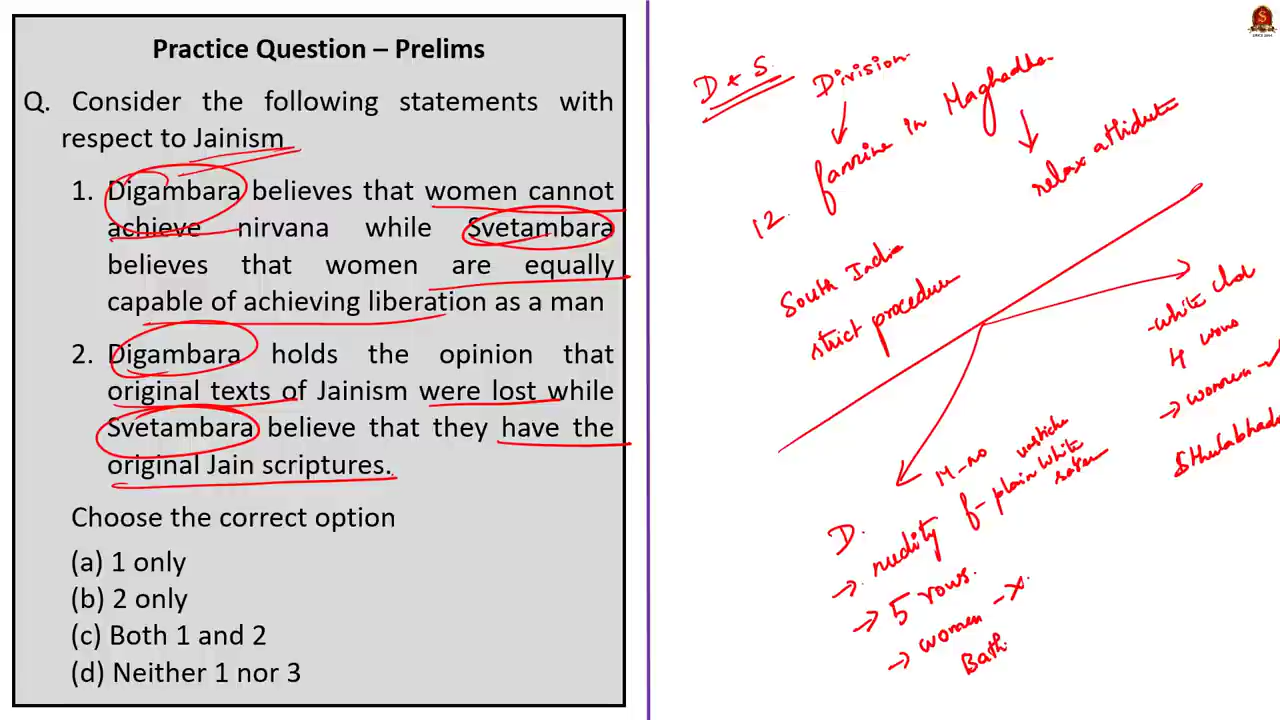 Practice Question – Prelims
Q. Consider the following statements with
respect to Jainism
1. Digambara believes that women cannot
achieve nirvana while Svetambara
believes that women are equally
capable of achieving liberation as a man
2. Digambara holds the opinion that
original texts of Jainism were lost while
Svetambara believe that they have the
original Jain scriptures.
Choose the correct option
(a) 1 only
(b) 2 only
(c) Both 1 and 2
(d) Neither 1 nor 3
D & S.
Division
famine in Maghadha
relax athidute
12.
South India
strict procedure
white
4 vows
→ women - ✓
Sthulabhadra
M - no
f - plain white
saree
D.
→ nudity
→ 5 vows.
→ women - x
S